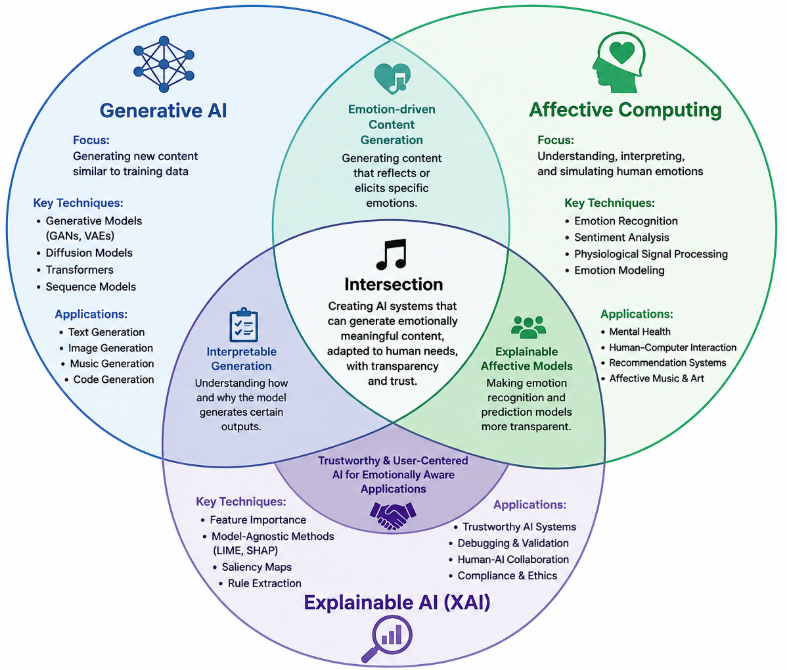 Generative AI
Focus:
Generating new content
similar to training data
Key Techniques:
• Generative Models
(GANs, VAEs)
• Diffusion Models
• Transformers
• Sequence Models
Applications:
• Text Generation
• Image Generation
• Music Generation
• Code Generation
Emotion-driven
Content
Generation
Generating content
that reflects or
elicits specific
emotions.
Affective Computing
Focus:
Understanding, interpreting,
and simulating human emotions
Key Techniques:
• Emotion Recognition
• Sentiment Analysis
• Physiological Signal Processing
• Emotion Modeling
Applications:
• Mental Health
• Human-Computer Interaction
• Recommendation Systems
• Affective Music & Art
Intersection
Creating AI systems that
can generate emotionally
meaningful content,
adapted to human needs,
with transparency
and trust.
Interpretable
Generation
Understanding how
and why the model
generates certain
outputs.
Explainable
Affective Models
Making emotion
recognition and
prediction models
more transparent.
Trustworthy & User-Centered
AI for Emotionally Aware
Applications
Key Techniques:
• Feature Importance
• Model-Agnostic Methods
(LIME, SHAP)
• Saliency Maps
• Rule Extraction
Applications:
• Trustworthy AI Systems
• Debugging & Validation
• Human-AI Collaboration
• Compliance & Ethics
Explainable AI (XAI)